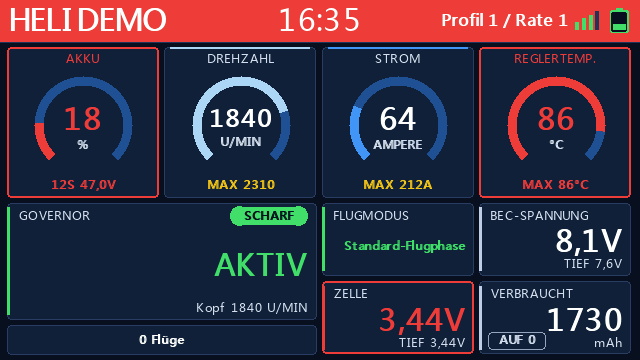 HELI DEMO
16:35
Profil 1 / Rate 1
AKKU
18
%
12S 47,0V
DREHZAHL
1840
U/MIN
MAX 2310
STROM
64
AMPERE
MAX 212A
REGLERTEMP.
86
°C
MAX 86°C
GOVERNOR
SCHARF
AKTIV
Kopf 1840 U/MIN
FLUGMODUS
Standard-Flugphase
BEC-SPANNUNG
8,1V
TIEF 7,6V
ZELLE
3,44V
TIEF 3,44V
VERBRAUCHT
1730
AUF 0
mAh
0 Flüge